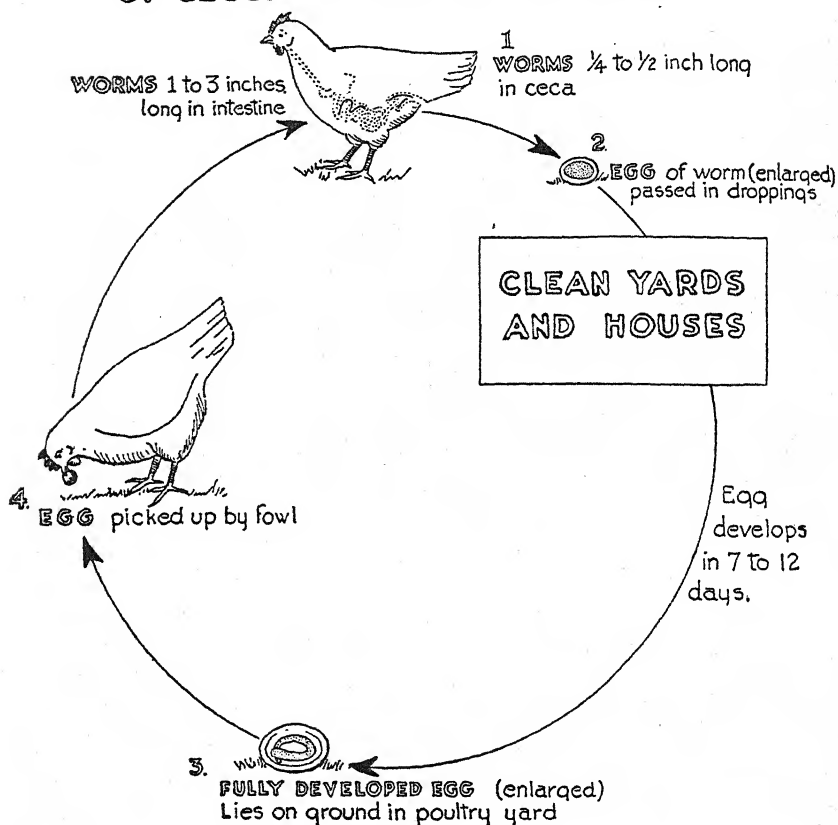 1
WORMS ¼ to ½ inch long
in ceca
WORMS 1 to 3 inches
long in intestine
2.
EGG of worm (enlarged)
passed in droppings
CLEAN YARDS
AND HOUSES
Egg
develops
in 7 to 12
days.
3.
FULLY DEVELOPED EGG (enlarged)
Lies on ground in poultry yard
4.
EGG picked up by fowl